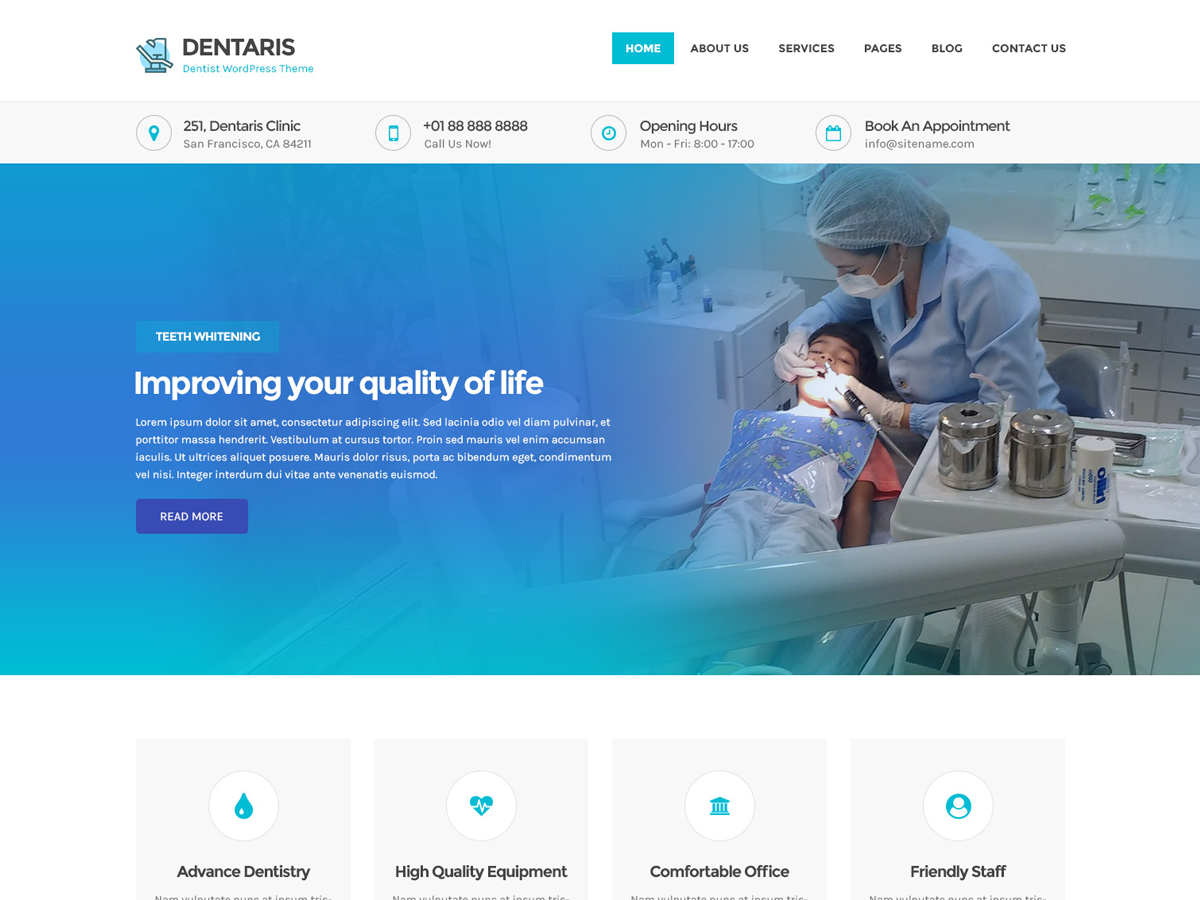 DENTARIS
Dentist WordPress Theme
HOME ABOUT US SERVICES PAGES BLOG CONTACT US
251, Dentaris Clinic
San Francisco, CA 84211
+01 88 888 8888
Call Us Now!
Opening Hours
Mon - Fri: 8:00 - 17:00
Book An Appointment
info@sitename.com
TEETH WHITENING
Improving your quality of life
Lorem ipsum dolor sit amet, consectetur adipiscing elit. Sed lacinia odio vel diam pulvinar, et
porttitor massa hendrerit. Vestibulum at cursus tortor. Proin sed mauris vel enim accumsan
iaculis. Ut ultrices aliquet posuere. Mauris dolor risus, porta ac bibendum eget, condimentum
vel nisi. Integer interdum dui vitae ante venenatis euismod.
READ MORE
Advance Dentistry
High Quality Equipment
Comfortable Office
Friendly Staff